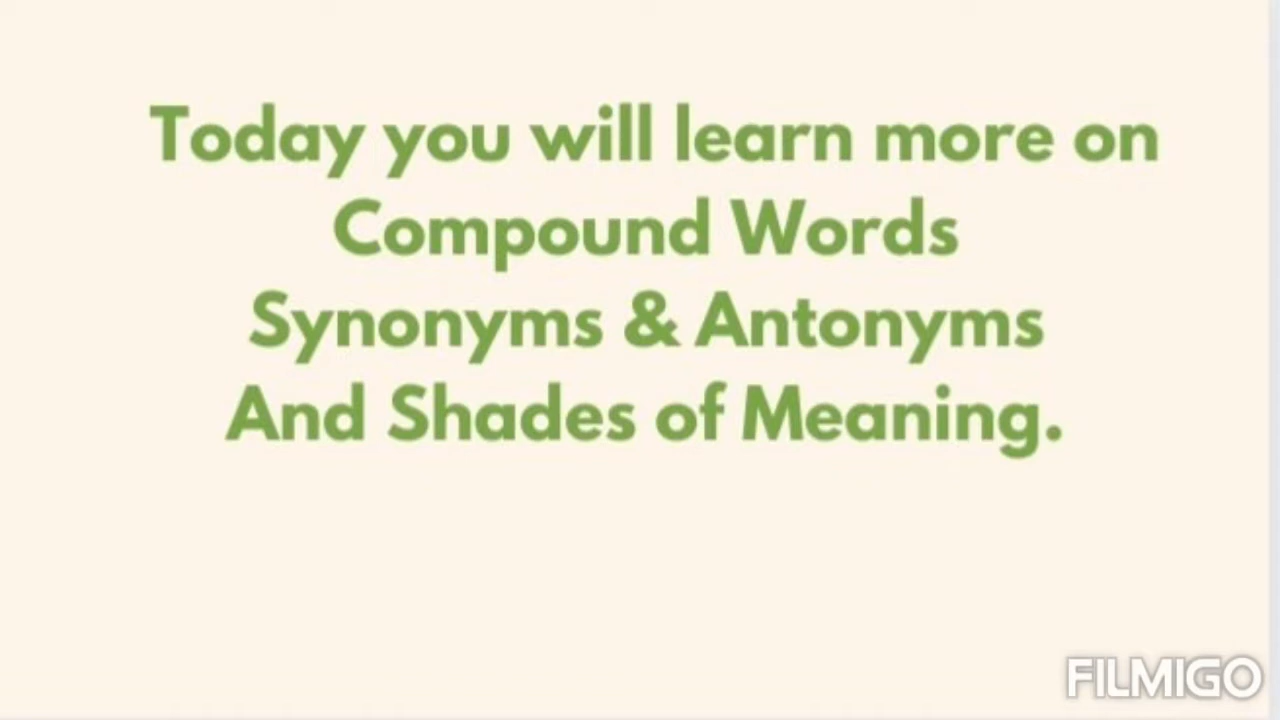 Today you will learn more on
Compound Words
Synonyms & Antonyms
And Shades of Meaning.
FILMIGO